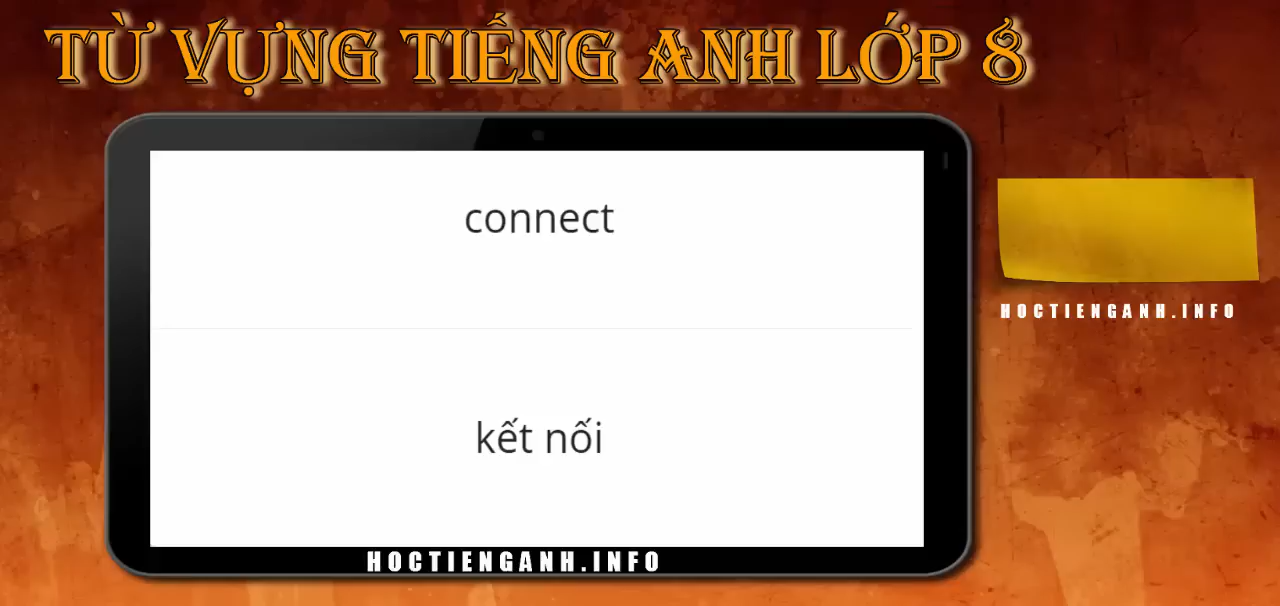 TỪ VỰNG TIẾNG ANH LỚP 8
connect
kết nối
HOCTIENGANH.INFO
HOCTIENGANH.INFO